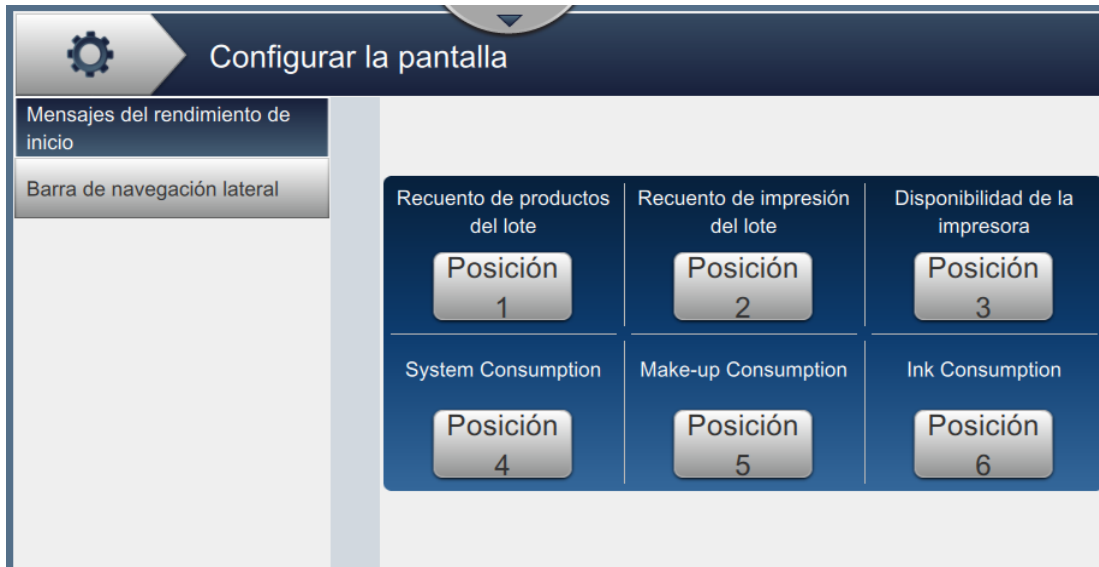 Configurar la pantalla
Mensajes del rendimiento de
inicio
Barra de navegación lateral
Recuento de productos
del lote
Posición
1
Recuento de impresión
del lote
Posición
2
Disponibilidad de la
impresora
Posición
3
System Consumption
Posición
4
Make-up Consumption
Posición
5
Ink Consumption
Posición
6